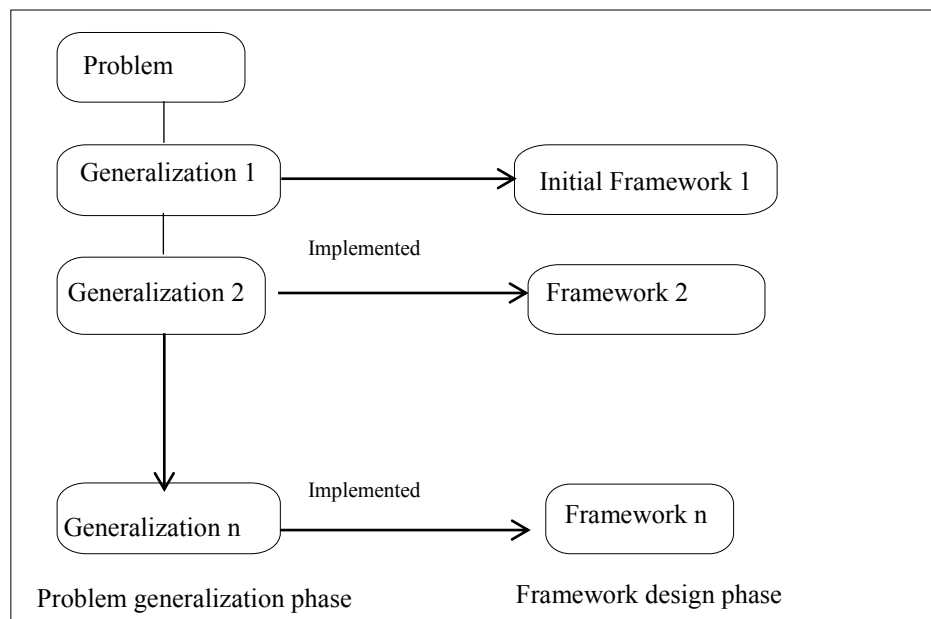 Problem
Generalization 1
Initial Framework 1
Implemented
Generalization 2
Framework 2
Implemented
Generalization n
Framework n
Problem generalization phase
Framework design phase